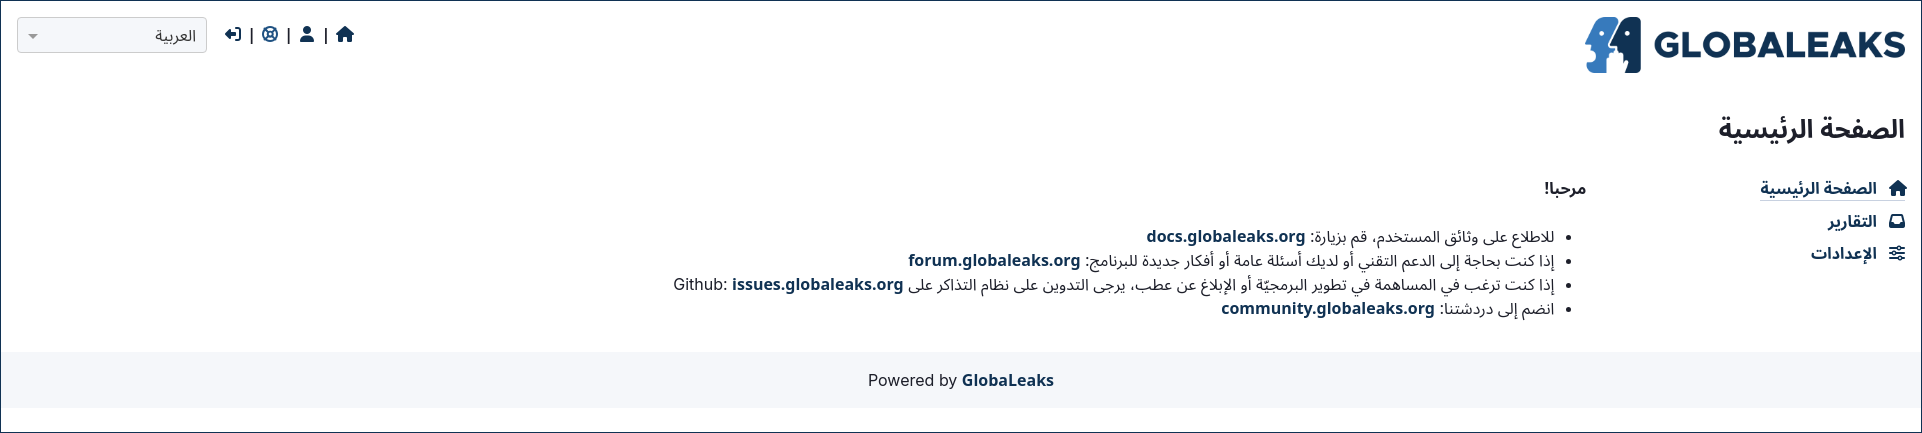 GLOBALEAKS
العربية
الصفحة الرئيسية
الصفحة الرئيسية
التقارير
الإعدادات
مرحبا!
للاطلاع على وثائق المستخدم، قم بزيارة: docs.globaleaks.org
إذا كنت بحاجة إلى الدعم التقني أو لديك أسئلة عامة أو أفكار جديدة للبرنامج: forum.globaleaks.org
إذا كنت ترغب في المساهمة في تطوير البرمجيّة أو الإبلاغ عن عطب، يرجى التدوين على نظام التذاكر على Github: issues.globaleaks.org
انضم إلى دردشتنا: community.globaleaks.org
Powered by GlobaLeaks